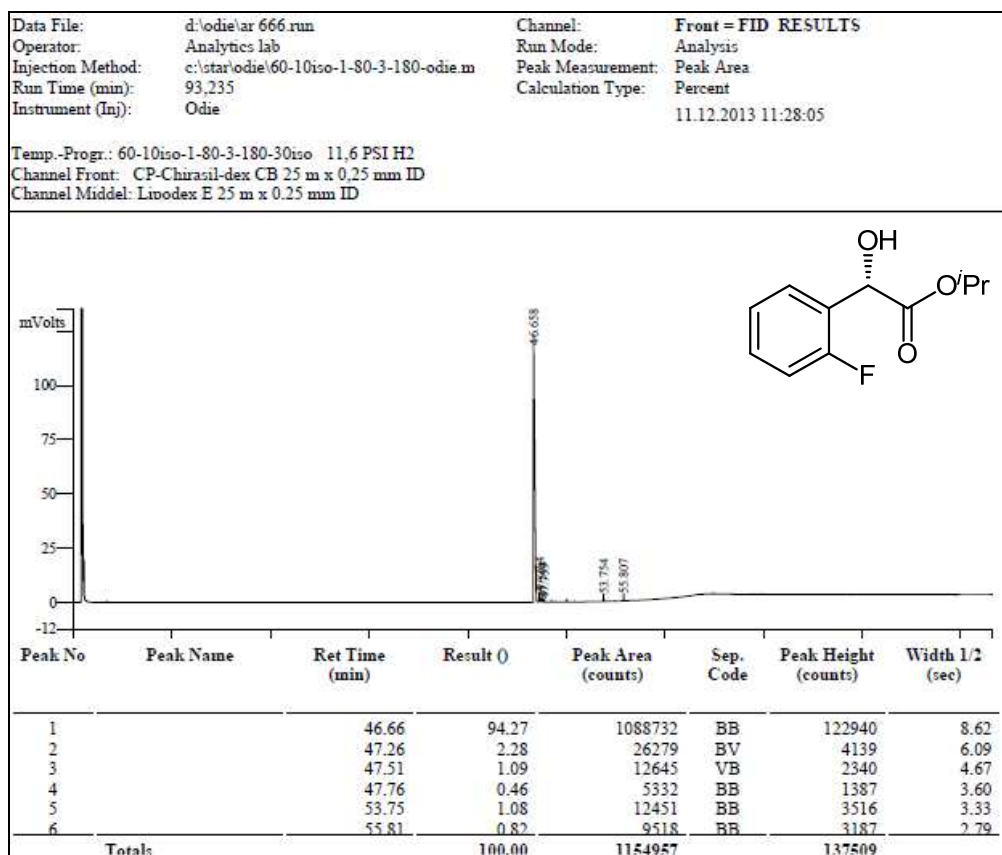 Data File: d:\odie\ar 666.run Channel: Front = FID RESULTS
Operator: Analytics lab Run Mode: Analysis
Injection Method: c:\star\odie\60-10iso-1-80-3-180-odie.m Peak Measurement: Peak Area
Run Time (min): 93,235 Calculation Type: Percent
Instrument (Inj): Odie 11.12.2013 11:28:05
Temp.-Progr.: 60-10iso-1-80-3-180-30iso 11,6 PSI H2
Channel Front: CP-Chirasil-dex CB 25 m x 0,25 mm ID
Channel Middel: Lipodex E 25 m x 0.25 mm ID
OH
OiPr
O
F
mVolts
100
75
50
25
0
-12
46.658
53.754
55.807
Peak No Peak Name Ret Time (min) Result () Peak Area (counts) Sep. Code Peak Height (counts) Width 1/2 (sec)
1 46.66 94.27 1088732 BB 122940 8.62
2 47.26 2.28 26279 BV 4139 6.09
3 47.51 1.09 12645 VB 2340 4.67
4 47.76 0.46 5332 BB 1387 3.60
5 53.75 1.08 12451 BB 3516 3.33
6 55.81 0.82 9518 BB 3187 2.79
Totals 100.00 1154957 137509